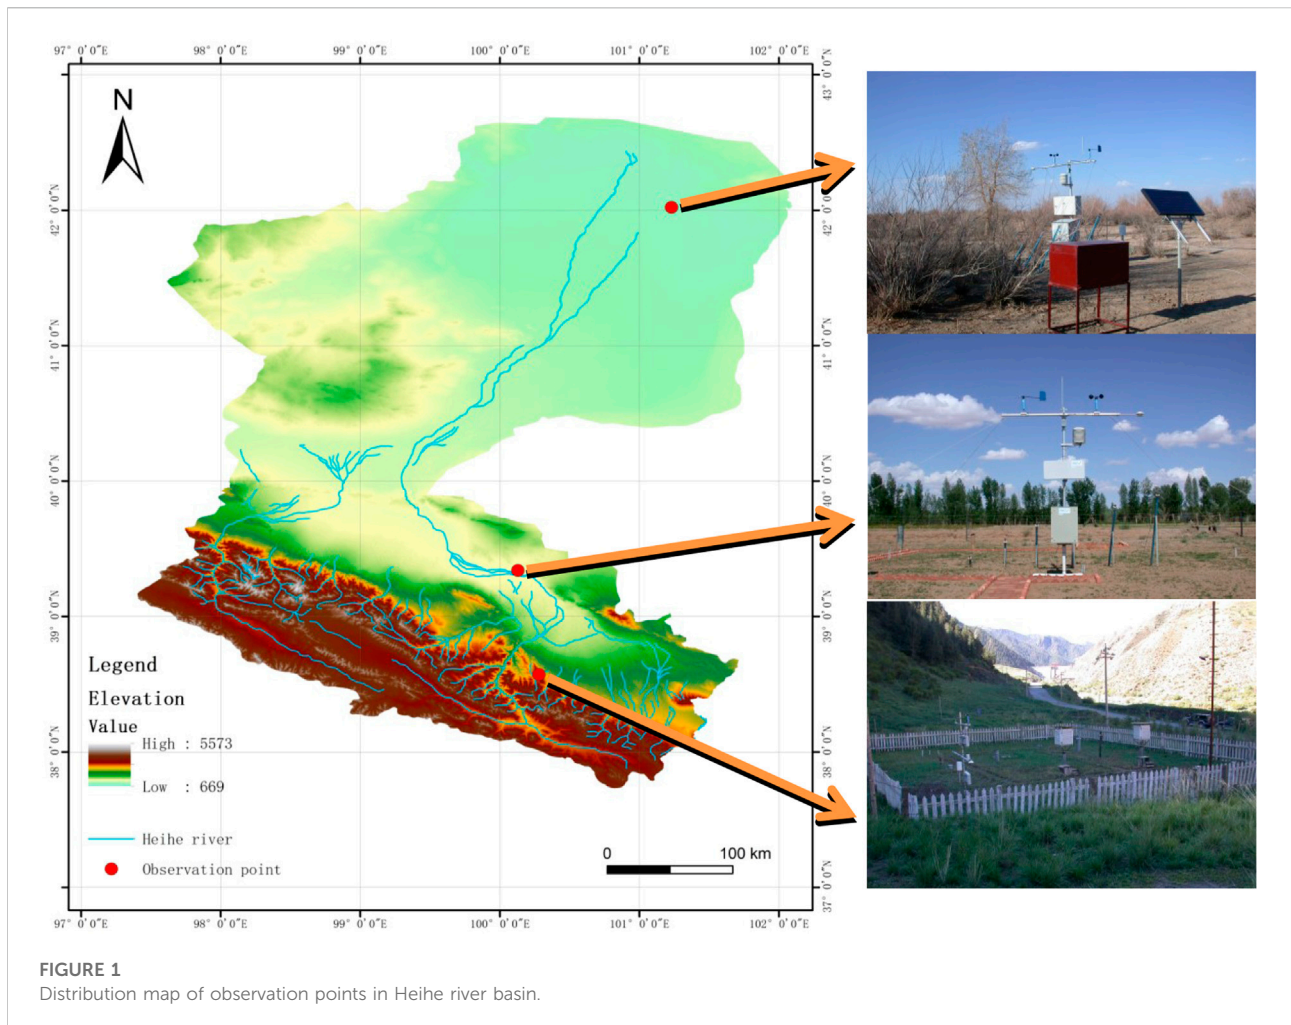 97° 0′0″E 98° 0′0″E 99° 0′0″E 100° 0′0″E 101° 0′0″E 102° 0′0″E
43° 0′0″N
N
42° 0′0″N 42° 0′0″N
41° 0′0″N 41° 0′0″N
40° 0′0″N 40° 0′0″N
39° 0′0″N 39° 0′0″N
38° 0′0″N 38° 0′0″N
37° 0′0″N
Legend
Elevation
Value
High : 5573
Low : 669
Heihe river
Observation point
0 100 km
97° 0′0″E 98° 0′0″E 99° 0′0″E 100° 0′0″E 101° 0′0″E 102° 0′0″E
FIGURE 1
Distribution map of observation points in Heihe river basin.